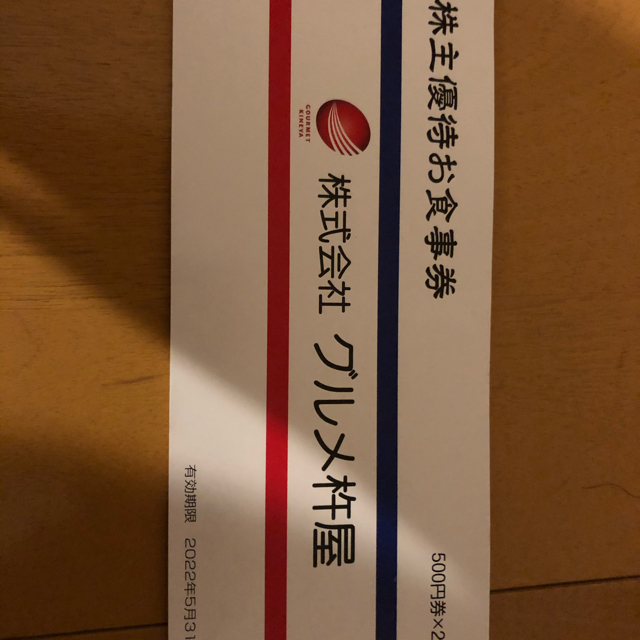 株主優待お食事券
500円券×2
GOURMET
KINEYA
株式会社 グルメ杵屋
有効期限 2022年5月31